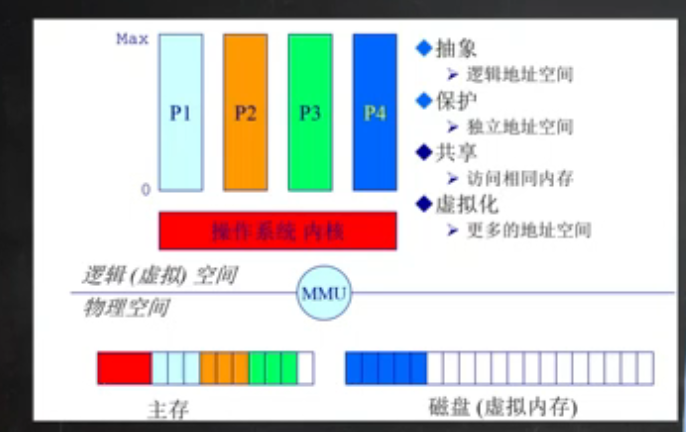 Max
P1
P2
P3
P4
0
操作系统 内核
◆抽象
➢ 逻辑地址空间
◆保护
➢ 独立地址空间
◆共享
➢ 访问相同内存
◆虚拟化
➢ 更多的地址空间
逻辑 (虚拟) 空间
MMU
物理空间
主存
磁盘 (虚拟内存)